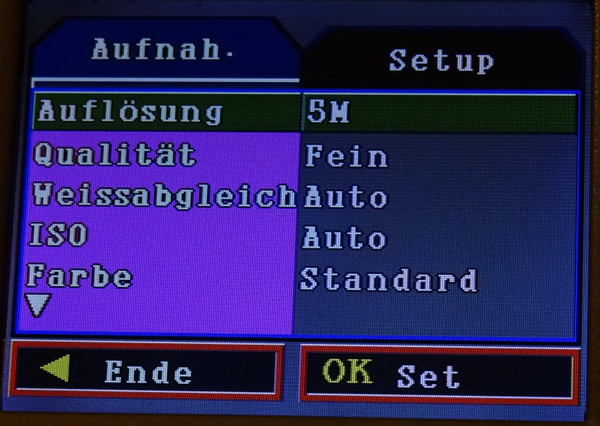 Aufnah. Setup
Auflösung 5M
Qualität Fein
Weissabgleich Auto
ISO Auto
Farbe Standard
Ende OK Set